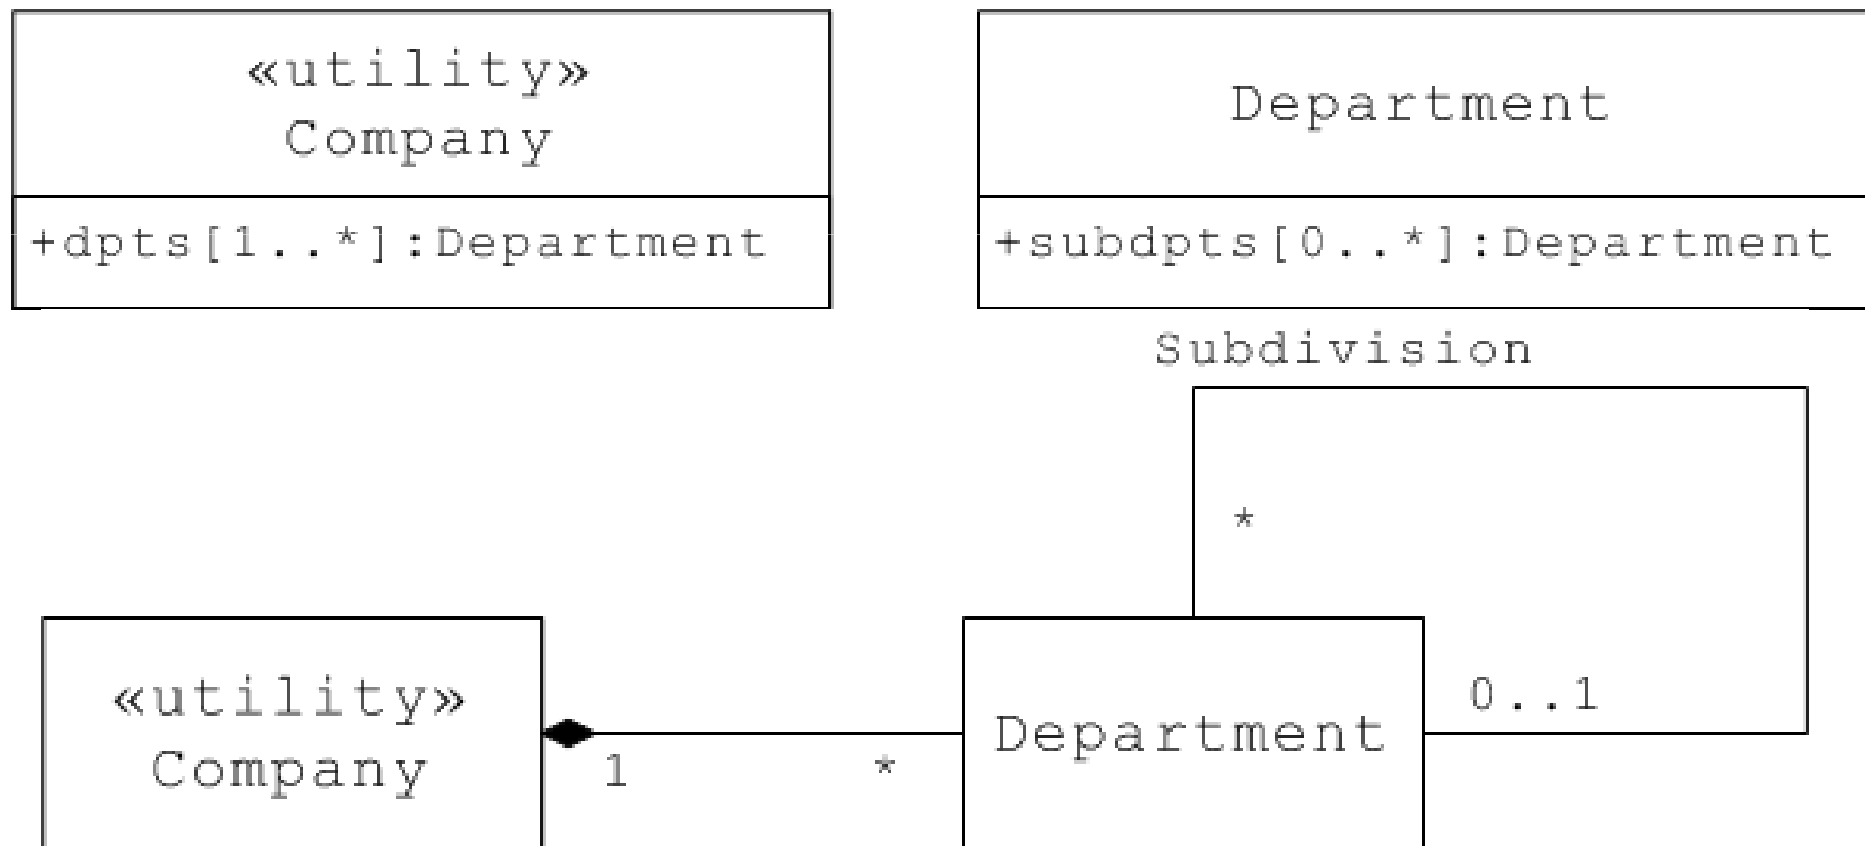 «utility»
Company
+dpts[1..*]:Department
Department
+subdpts[0..*]:Department
Subdivision
*
«utility»
Company
1
*
Department
0..1